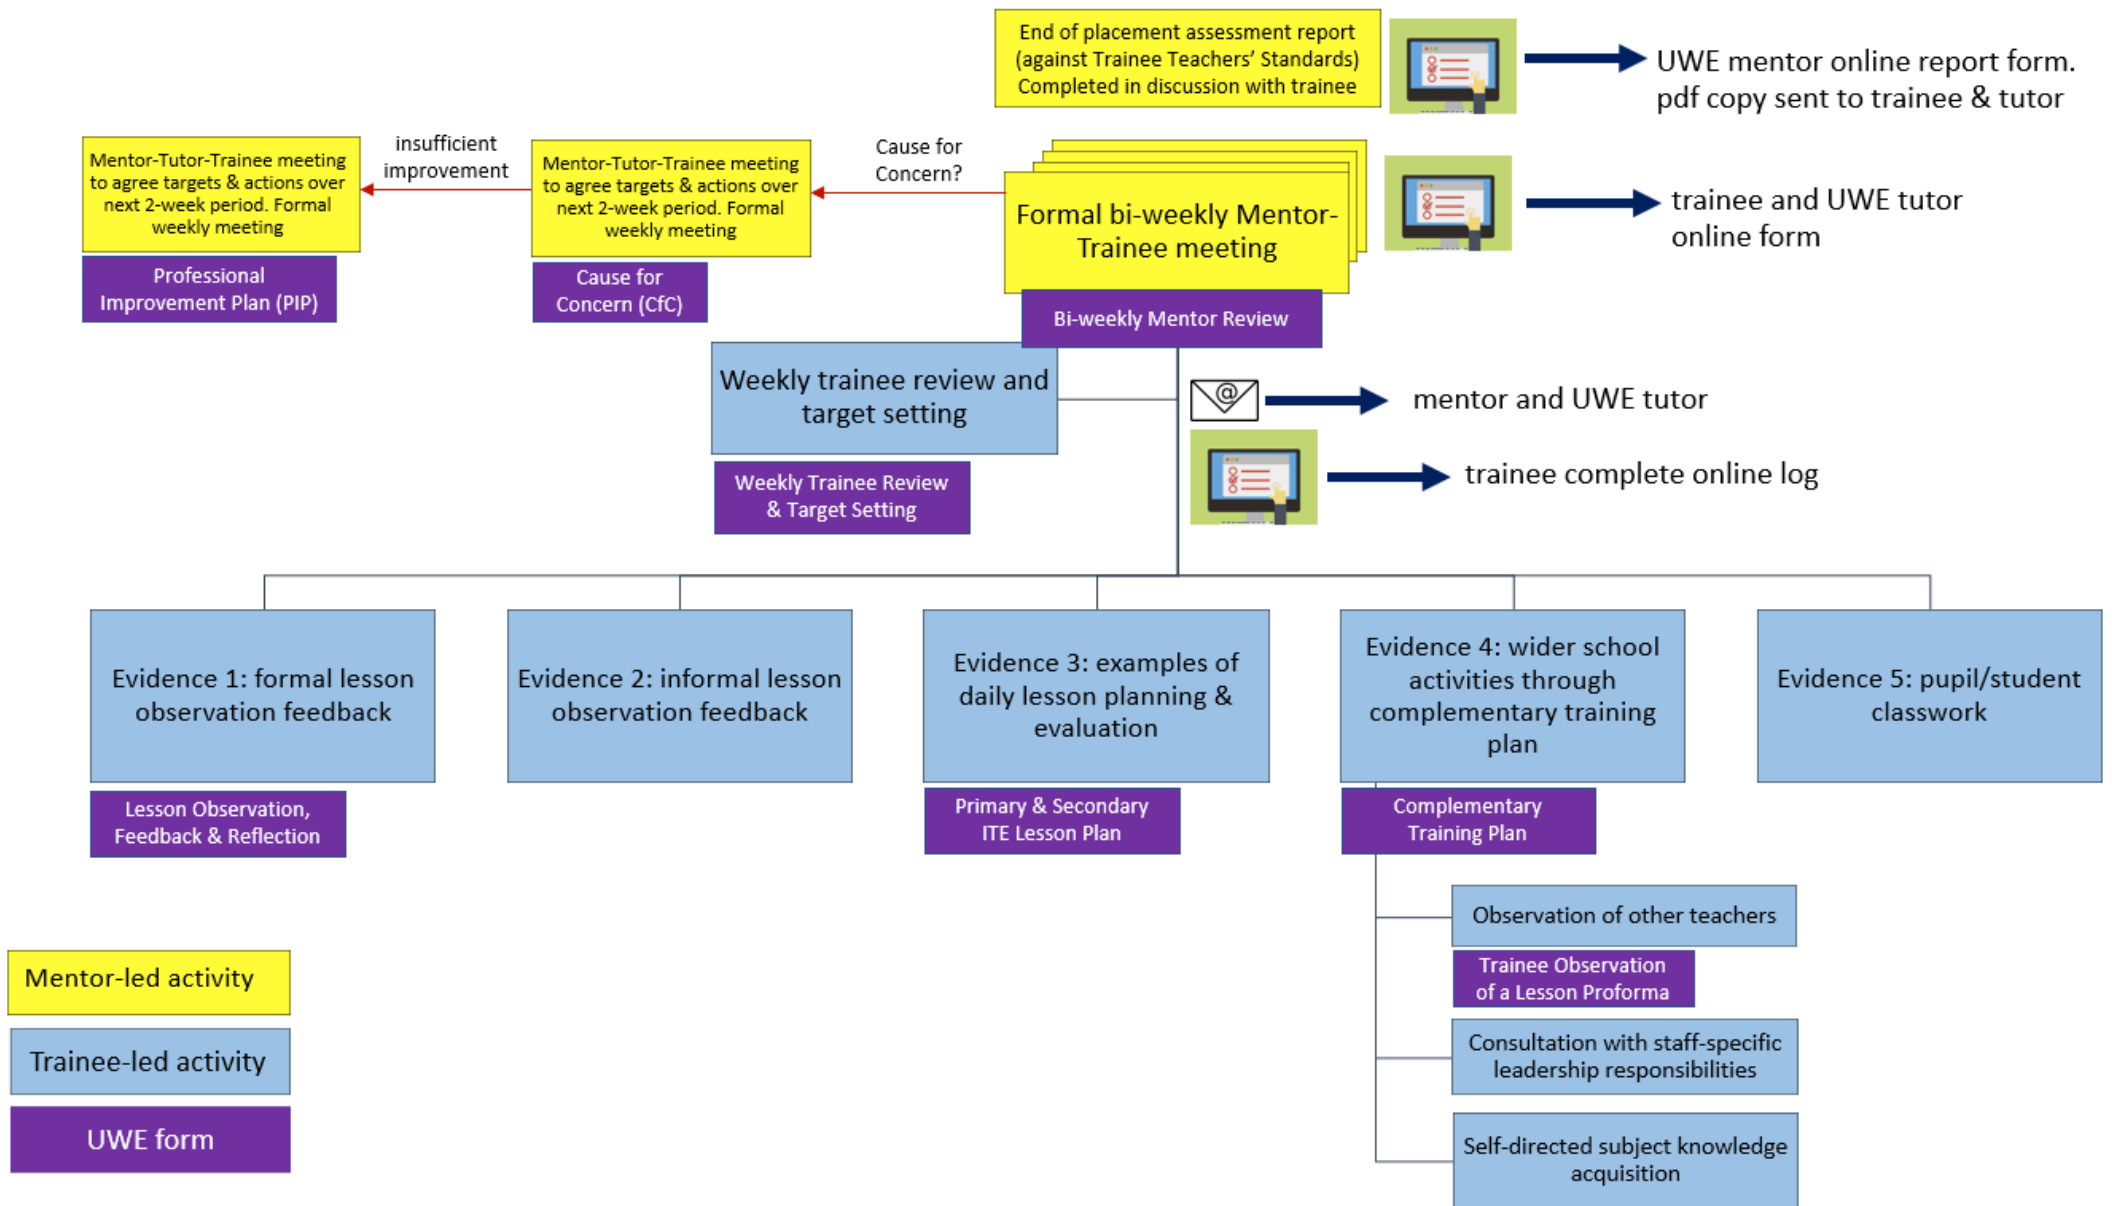 End of placement assessment report
(against Trainee Teachers' Standards)
Completed in discussion with trainee
UWE mentor online report form.
pdf copy sent to trainee & tutor
Mentor-Tutor-Trainee meeting
to agree targets & actions over
next 2-week period. Formal
weekly meeting
Professional
Improvement Plan (PIP)
insufficient
improvement
Mentor-Tutor-Trainee meeting
to agree targets & actions over
next 2-week period. Formal
weekly meeting
Cause for
Concern (CfC)
Cause for
Concern?
Formal bi-weekly Mentor-
Trainee meeting
Bi-weekly Mentor Review
trainee and UWE tutor
online form
Weekly trainee review and
target setting
Weekly Trainee Review
& Target Setting
@
mentor and UWE tutor
trainee complete online log
Evidence 1: formal lesson
observation feedback
Lesson Observation,
Feedback & Reflection
Evidence 2: informal lesson
observation feedback
Evidence 3: examples of
daily lesson planning &
evaluation
Primary & Secondary
ITE Lesson Plan
Evidence 4: wider school
activities through
complementary training
plan
Complementary
Training Plan
Evidence 5: pupil/student
classwork
Observation of other teachers
Trainee Observation
of a Lesson Proforma
Consultation with staff-specific
leadership responsibilities
Self-directed subject knowledge
acquisition
Mentor-led activity
Trainee-led activity
UWE form